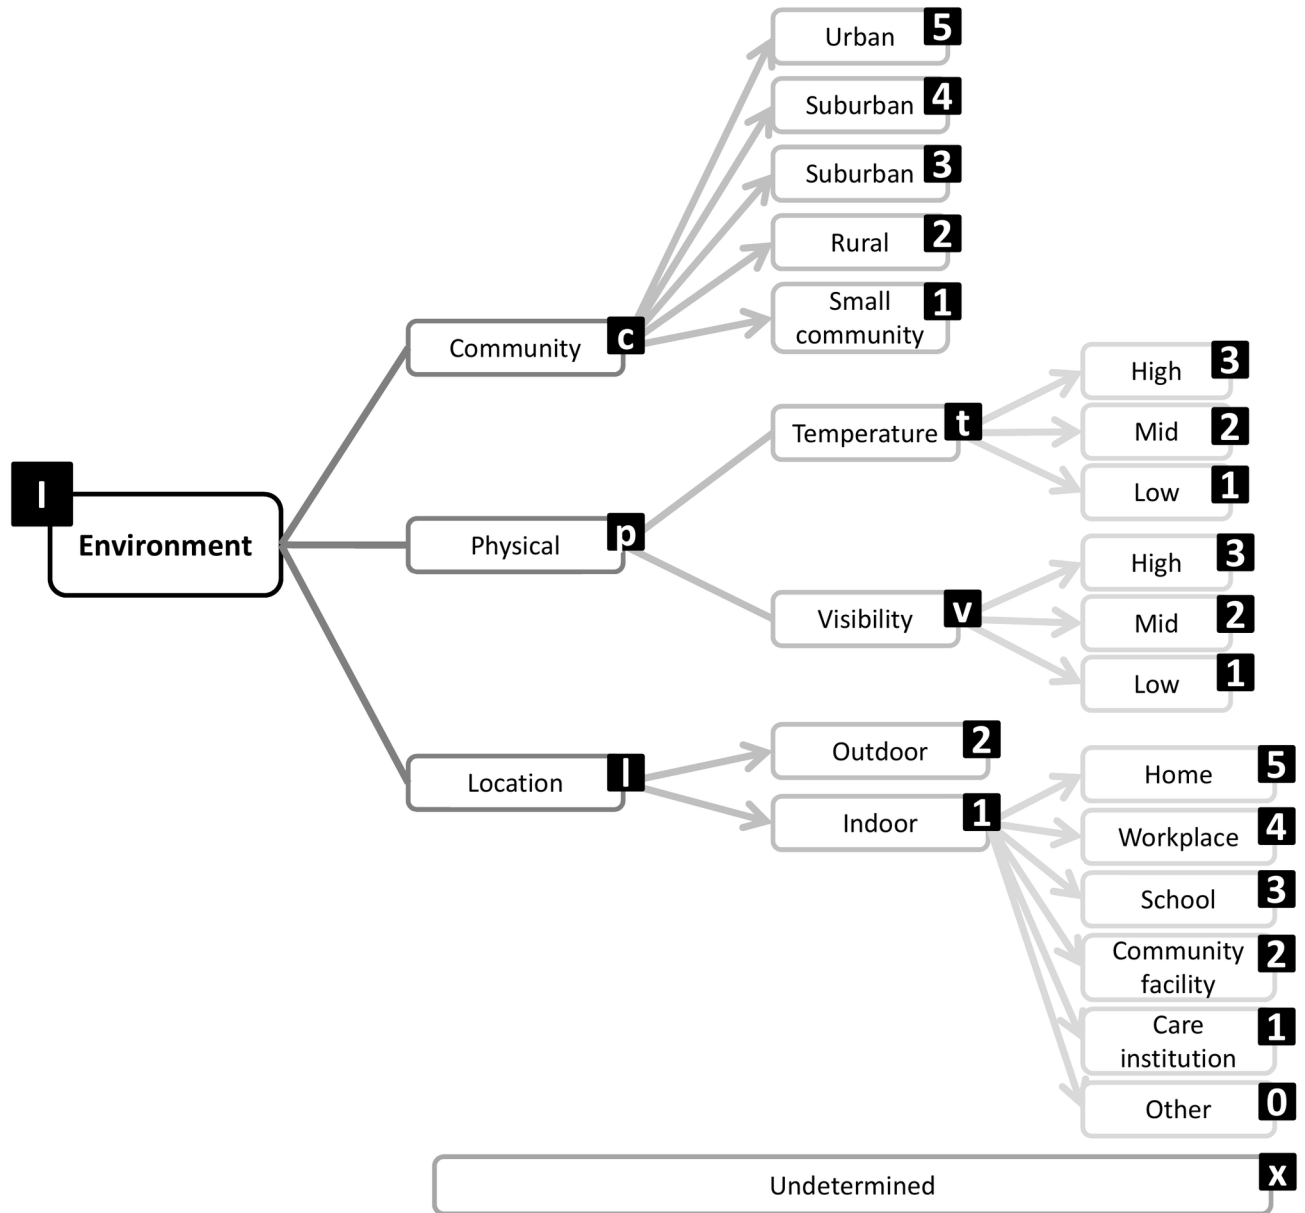 Urban 5
Suburban 4
Suburban 3
Rural 2
Small 1
community
Community c
High 3
Temperature t
Mid 2
Low 1
I
Environment
Physical p
High 3
Visibility v
Mid 2
Low 1
Outdoor 2
Location l
Indoor 1
Home 5
Workplace 4
School 3
Community 2
facility
Care 1
institution
Other 0
Undetermined x